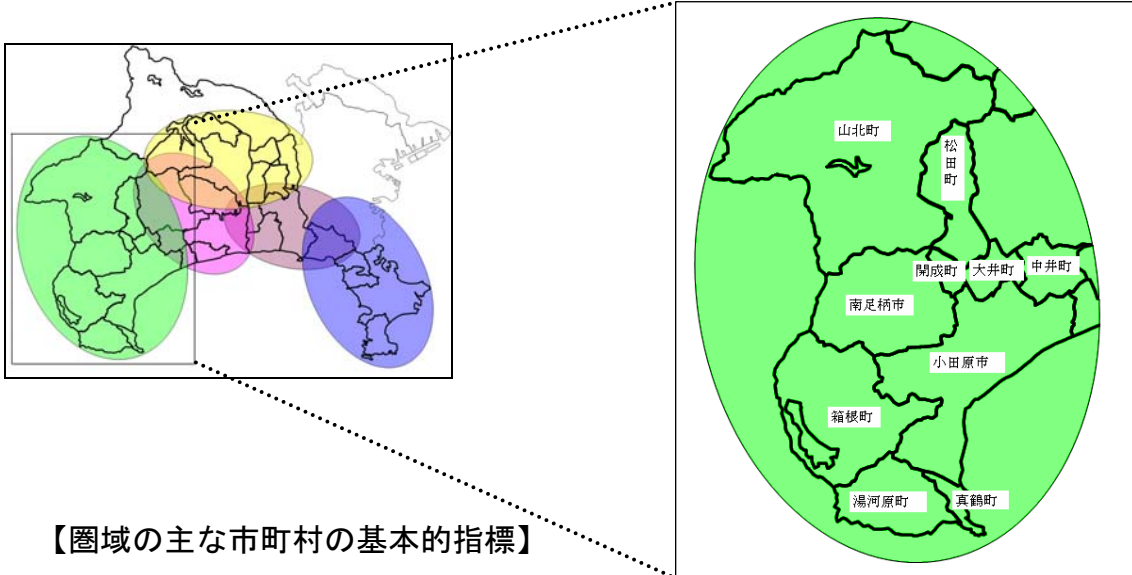 山北町
松田町
開成町
大井町
中井町
南足柄市
小田原市
箱根町
湯河原町
真鶴町
【圏域の主な市町村の基本的指標】